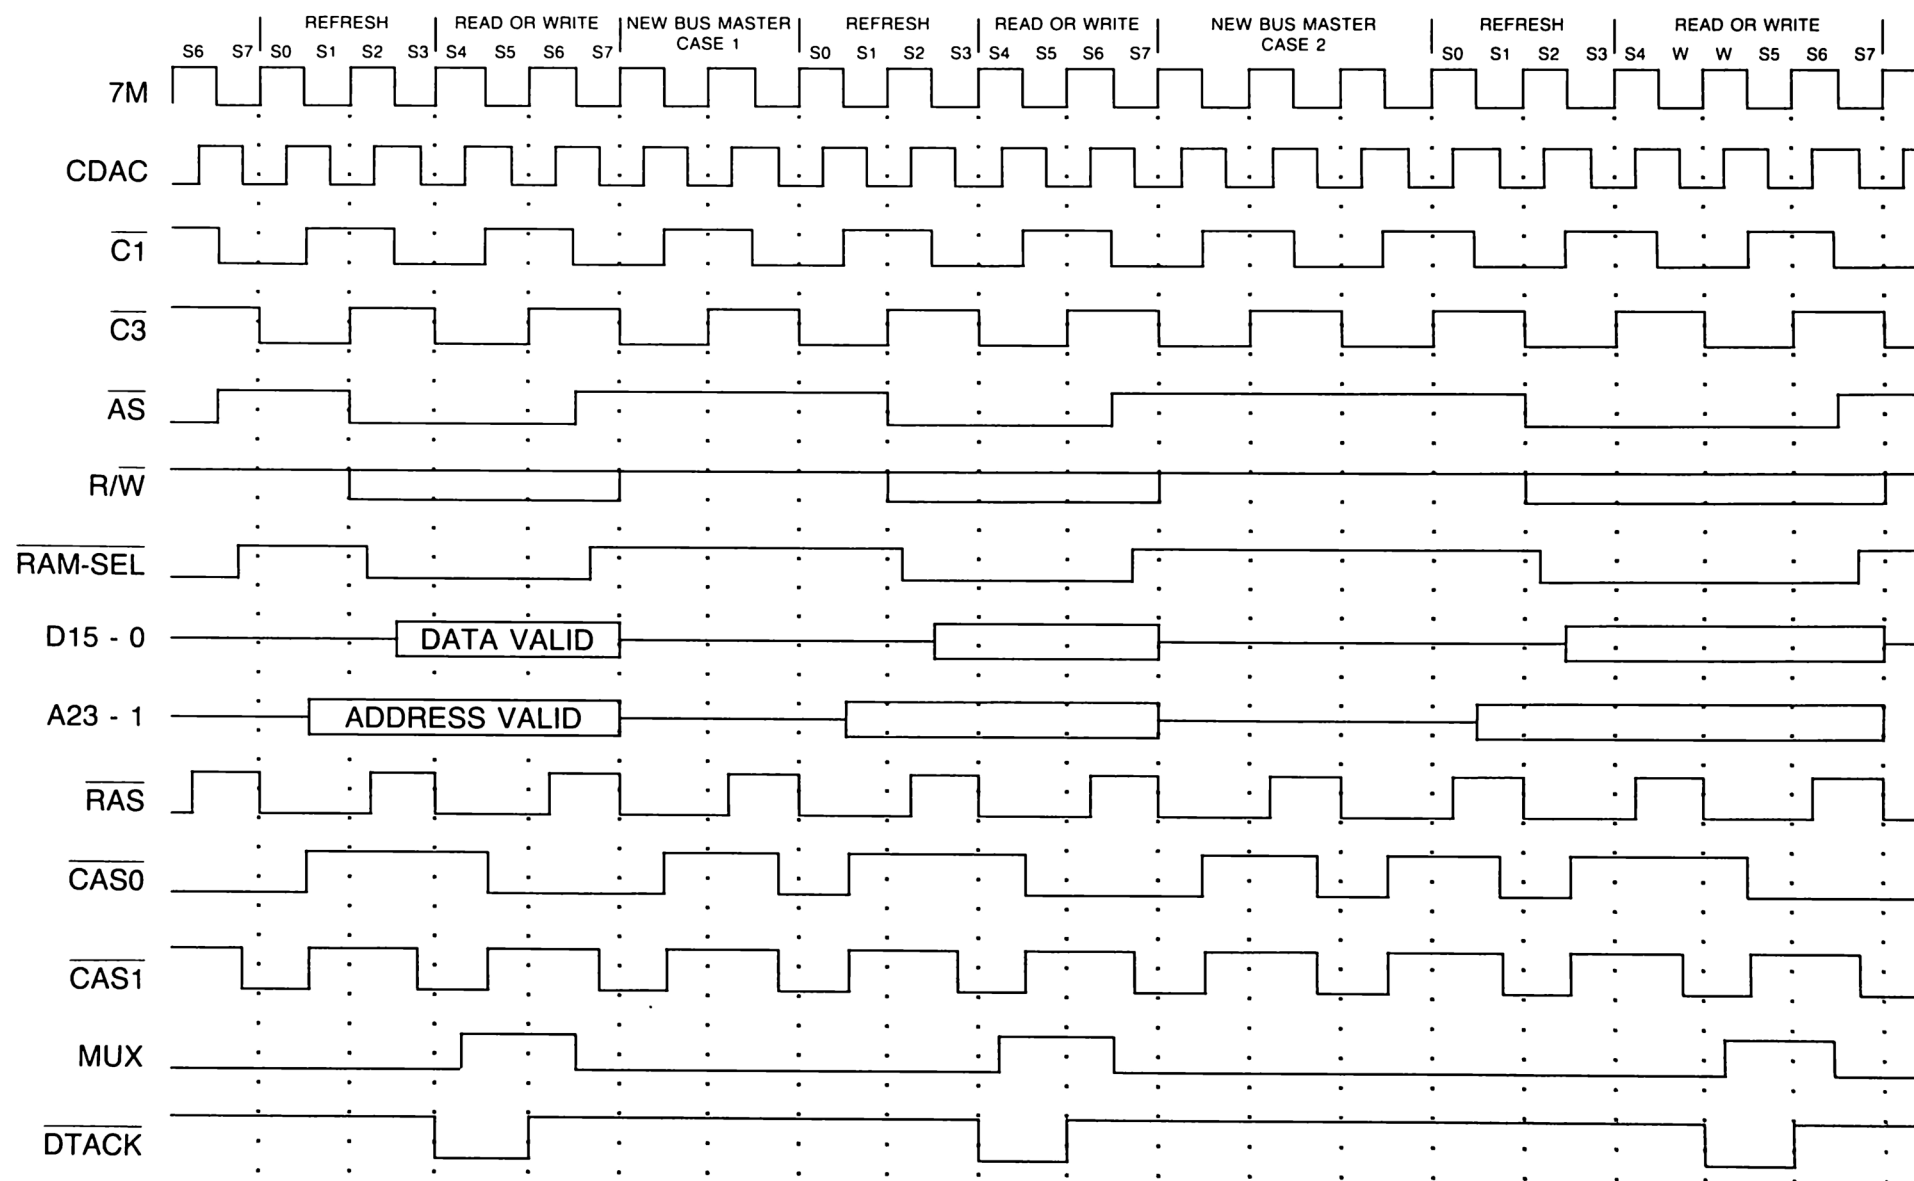 REFRESH READ OR WRITE NEW BUS MASTER REFRESH READ OR WRITE NEW BUS MASTER REFRESH READ OR WRITE
CASE 1 CASE 2
S6 S7 S0 S1 S2 S3 S4 S5 S6 S7 S0 S1 S2 S3 S4 S5 S6 S7 S0 S1 S2 S3 S4 W W S5 S6 S7
7M
CDAC
C1
C3
AS
R/W
RAM-SEL
D15 - 0 DATA VALID
A23 - 1 ADDRESS VALID
RAS
CAS0
CAS1
MUX
DTACK